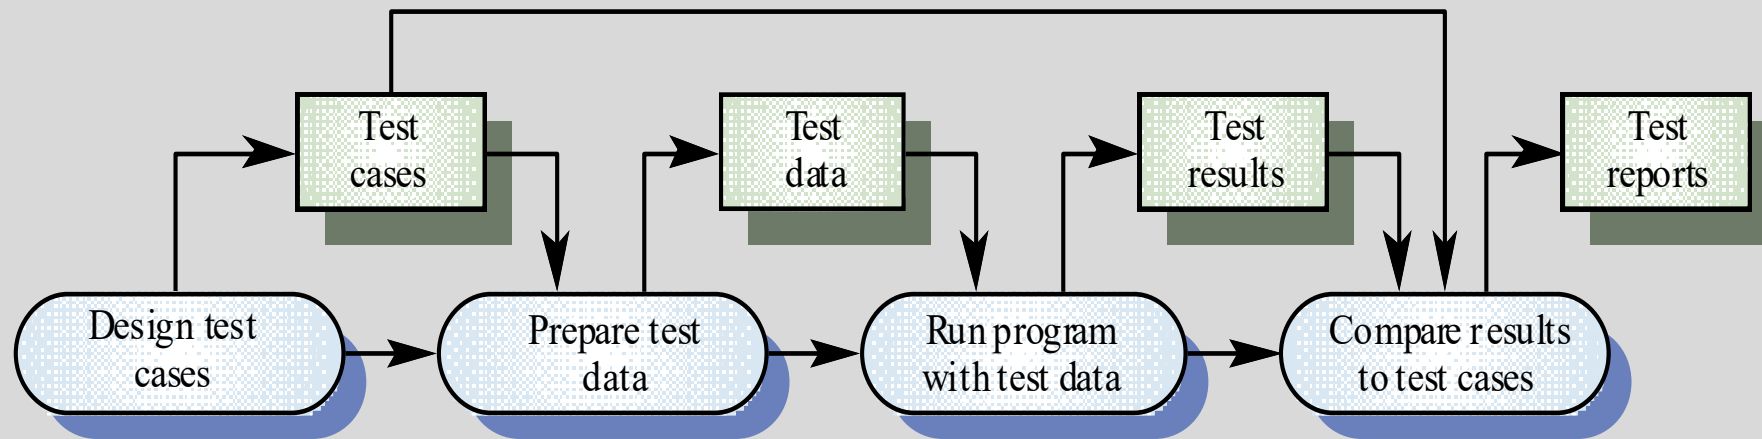 Test
cases
Test
data
Test
results
Test
reports
Design test
cases
Prepare test
data
Run program
with test data
Compare results
to test cases